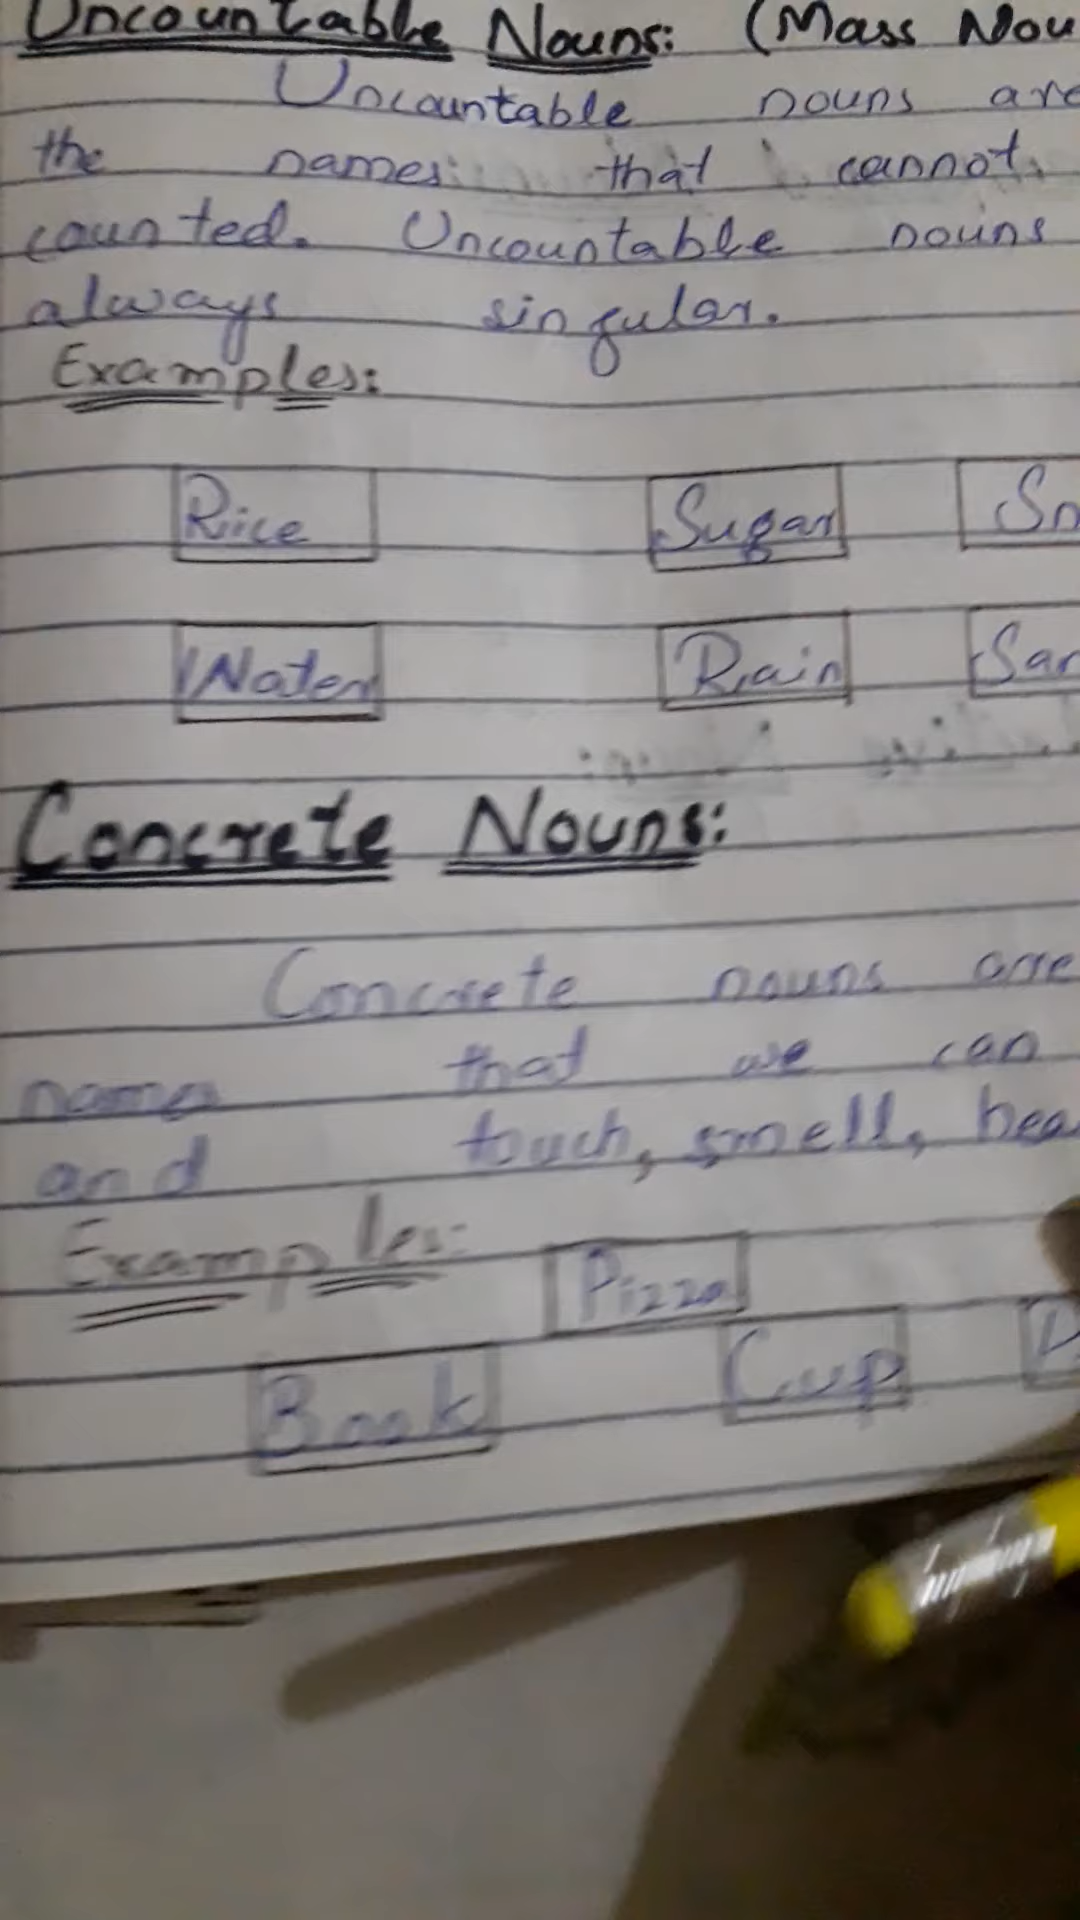 Uncountable Nouns: (Mass Nou
Uncountable nouns are
the names that cannot
counted. Uncountable nouns
always singular.
Examples:
Rice Sugar Sn
Water Rain San
Concrete Nouns:
Concrete nouns are
names that we can
and touch, smell, hea
Examples:
Pizza
Book Cup